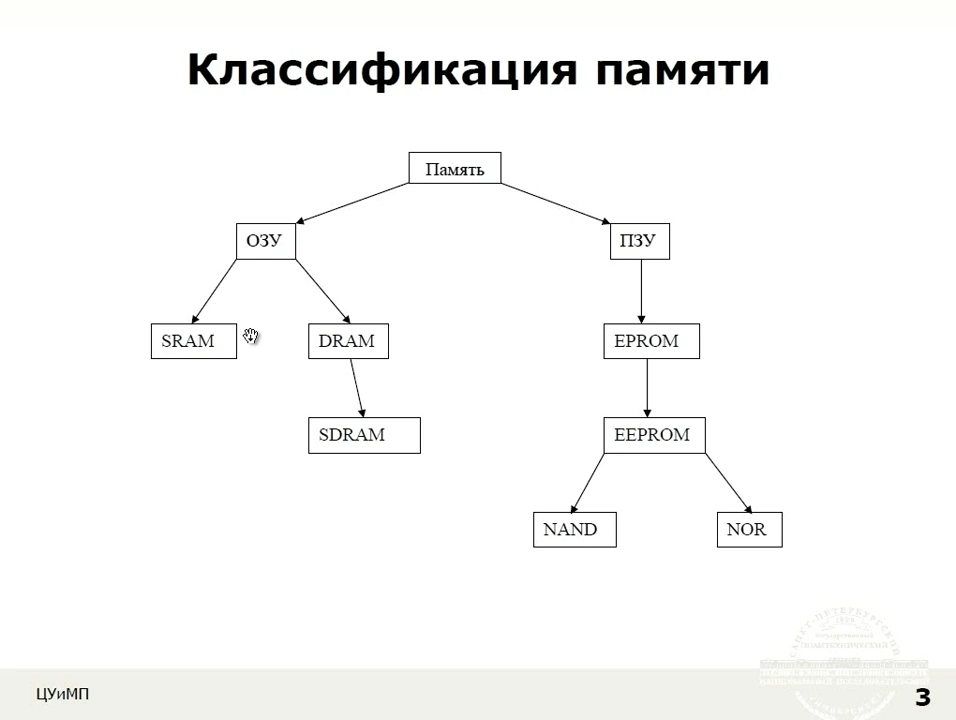 Классификация памяти
Память
ОЗУ
ПЗУ
SRAM
DRAM
EPROM
SDRAM
EEPROM
NAND
NOR
ЦУиМП
3